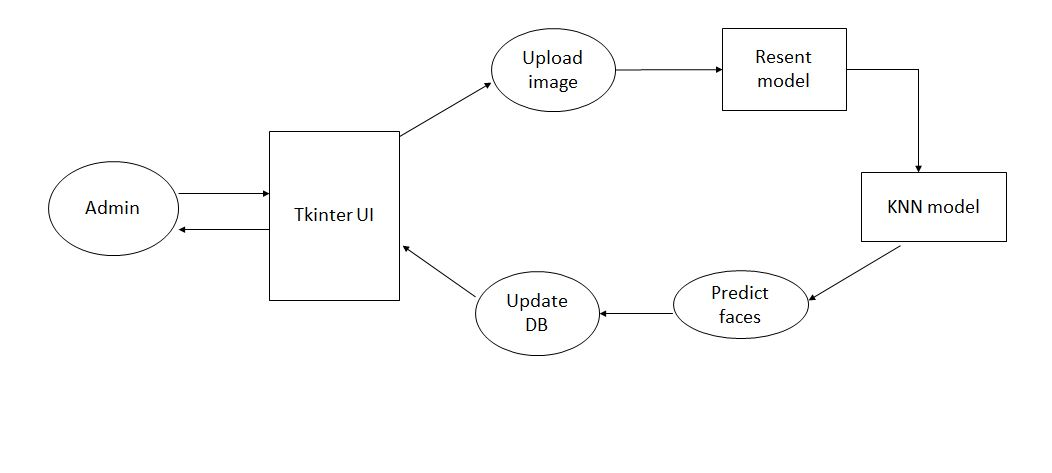 Upload
image
Resent
model
Admin
Tkinter UI
KNN model
Update
DB
Predict
faces